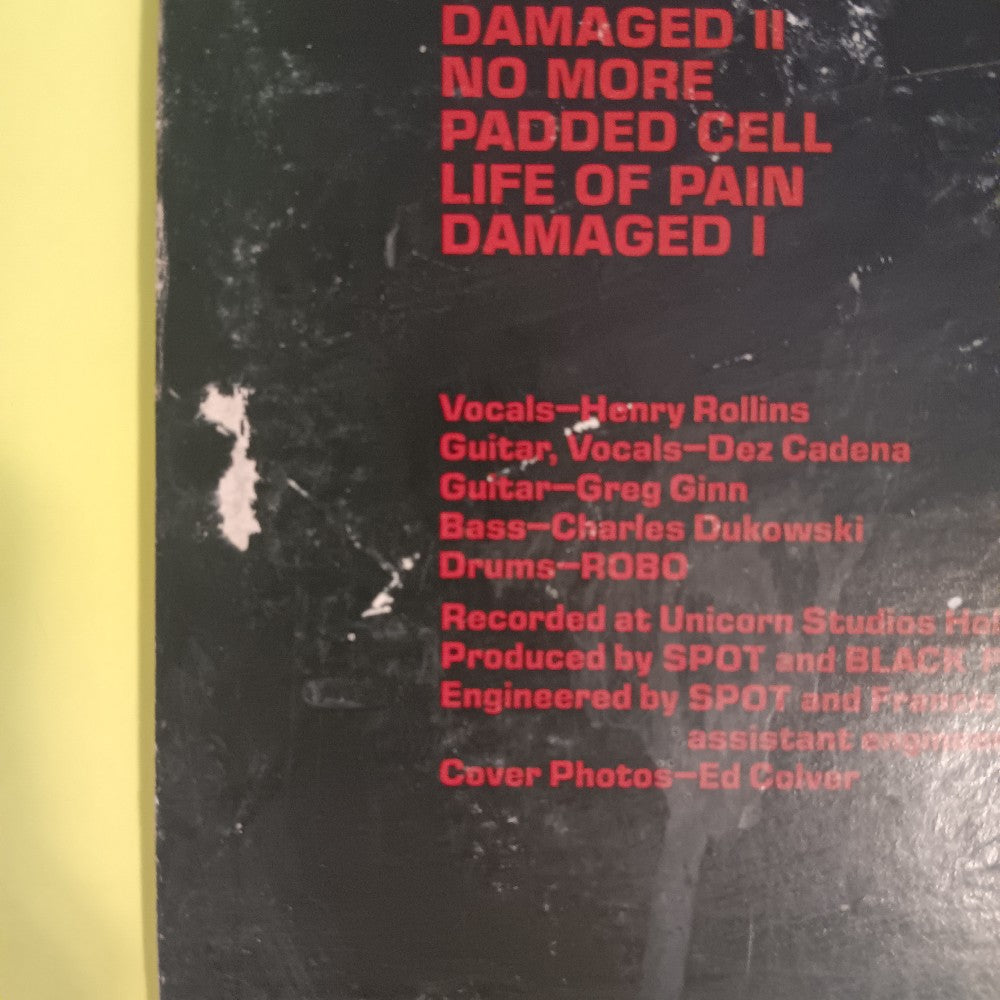 DAMAGED II
NO MORE
PADDED CELL
LIFE OF PAIN
DAMAGED I
Vocals—Henry Rollins
Guitar, Vocals—Dez Cadena
Guitar—Greg Ginn
Bass—Charles Dukowski
Drums—ROBO
Recorded at Unicorn Studios
Produced by SPOT and BLACK
Engineered by SPOT and Francis
assistant
Cover Photos—Ed Colver